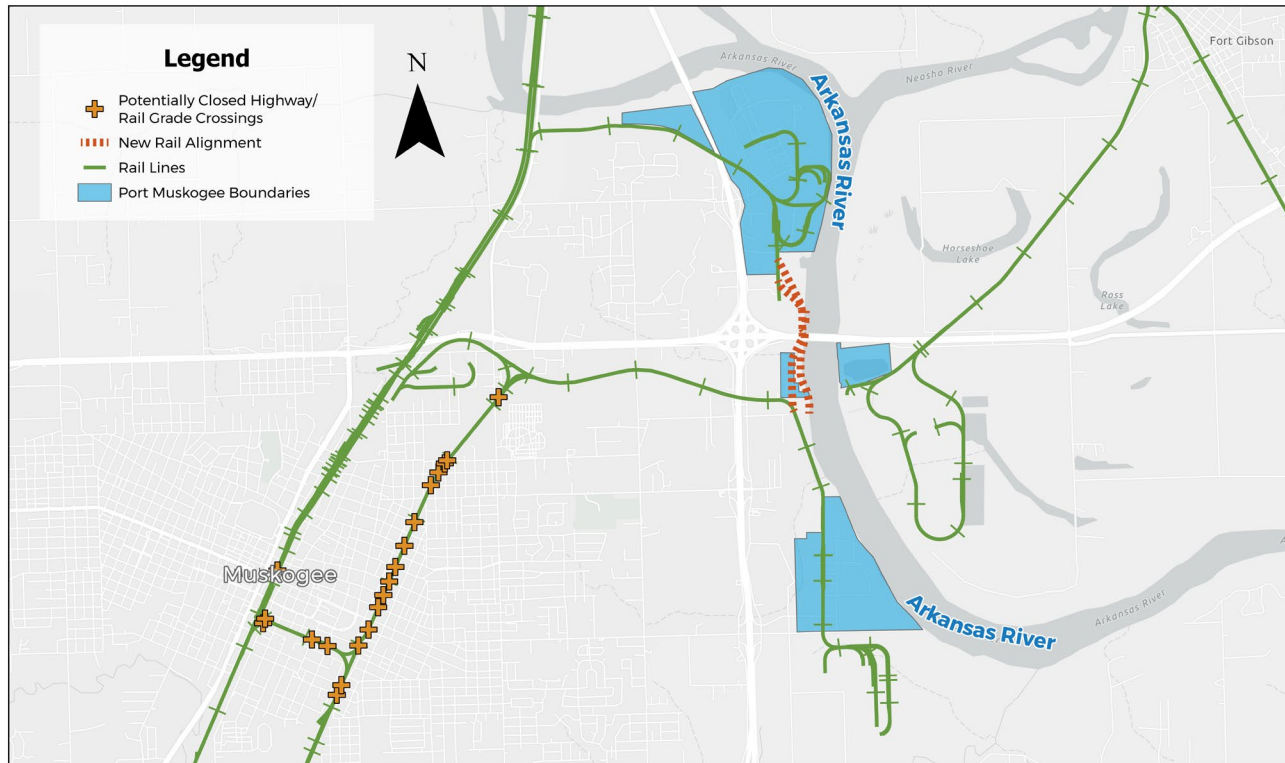 Legend
Potentially Closed Highway/
Rail Grade Crossings
New Rail Alignment
Rail Lines
Port Muskogee Boundaries
N
Arkansas River
Arkansas River
Neosho River
Fort Gibson
Horseshoe
Lake
Ross
Lake
Muskogee
Arkansas River
Arkansas River
A